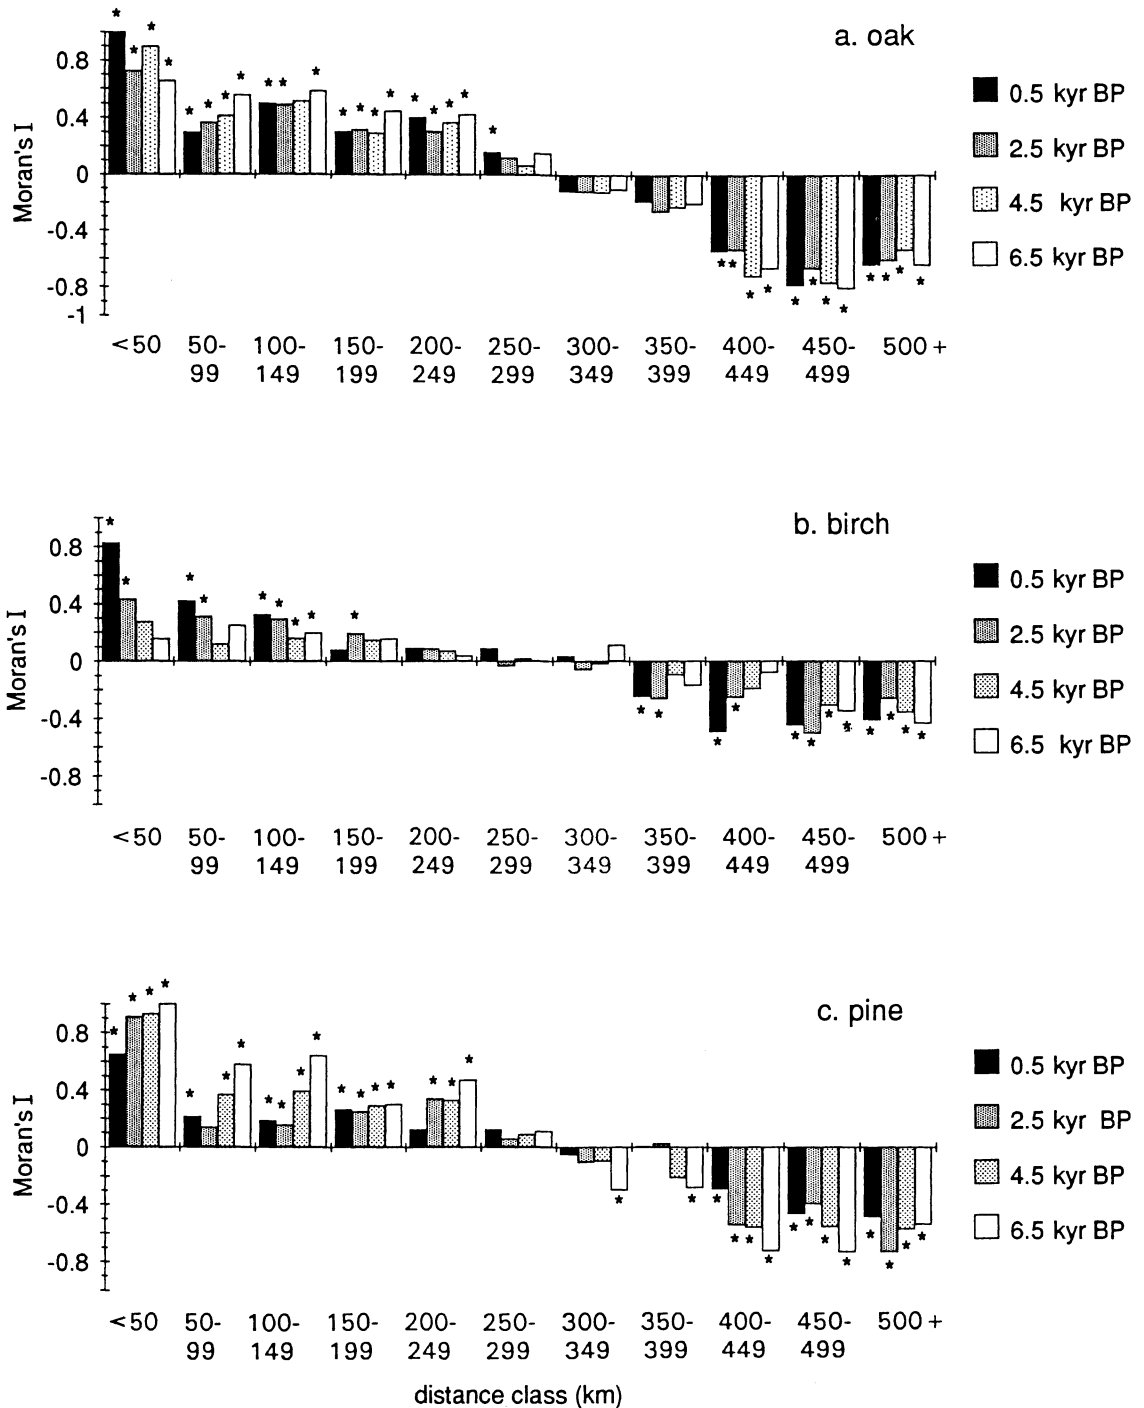 a. oak
Moran's I
0.8
0.4
0
-0.4
-0.8
-1
* * * *
* * * *
* * *
* * * *
* * * *
*
* * * *
* * * *
* * * *
0.5 kyr BP
2.5 kyr BP
4.5 kyr BP
6.5 kyr BP
<50 50- 100- 150- 200- 250- 300- 350- 400- 450- 500 +
99 149 199 249 299 349 399 449 499
b. birch
Moran's I
0.8
0.4
0
-0.4
-0.8
* *
* *
* * * *
*
* *
* *
* * * *
* * * *
0.5 kyr BP
2.5 kyr BP
4.5 kyr BP
6.5 kyr BP
<50 50- 100- 150- 200- 250- 300- 350- 400- 450- 500 +
99 149 199 249 299 349 399 449 499
c. pine
Moran's I
0.8
0.4
0
-0.4
-0.8
* * * *
* * *
* * * *
* * * *
* * *
*
*
* * * *
* * * *
* * * *
0.5 kyr BP
2.5 kyr BP
4.5 kyr BP
6.5 kyr BP
<50 50- 100- 150- 200- 250- 300- 350- 400- 450- 500 +
99 149 199 249 299 349 399 449 499
distance class (km)